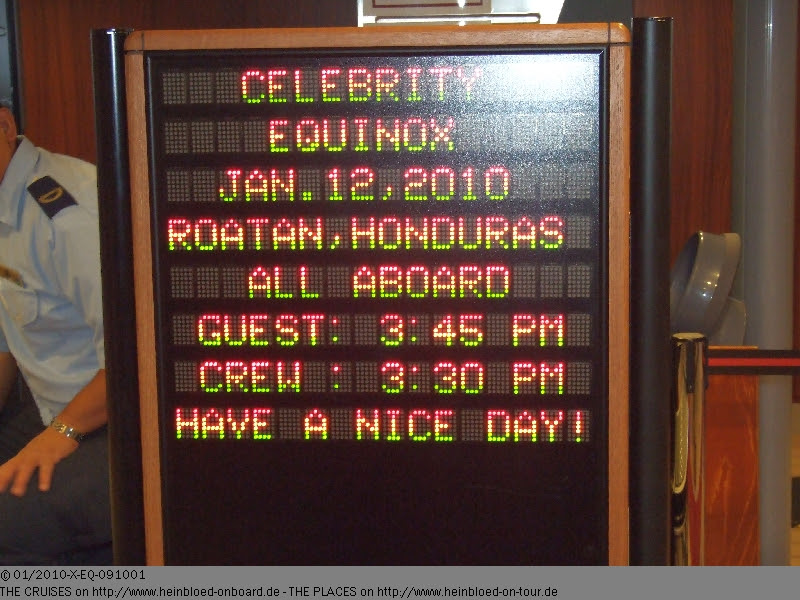 CELEBRITY
EQUINOX
JAN.12,2010
ROATAN,HONDURAS
ALL ABOARD
GUEST: 3:45 PM
CREW : 3:30 PM
HAVE A NICE DAY!
© 01/2010-X-EQ-091001
THE CRUISES on http://www.heinbloed-onboard.de - THE PLACES on http://www.heinbloed-on-tour.de